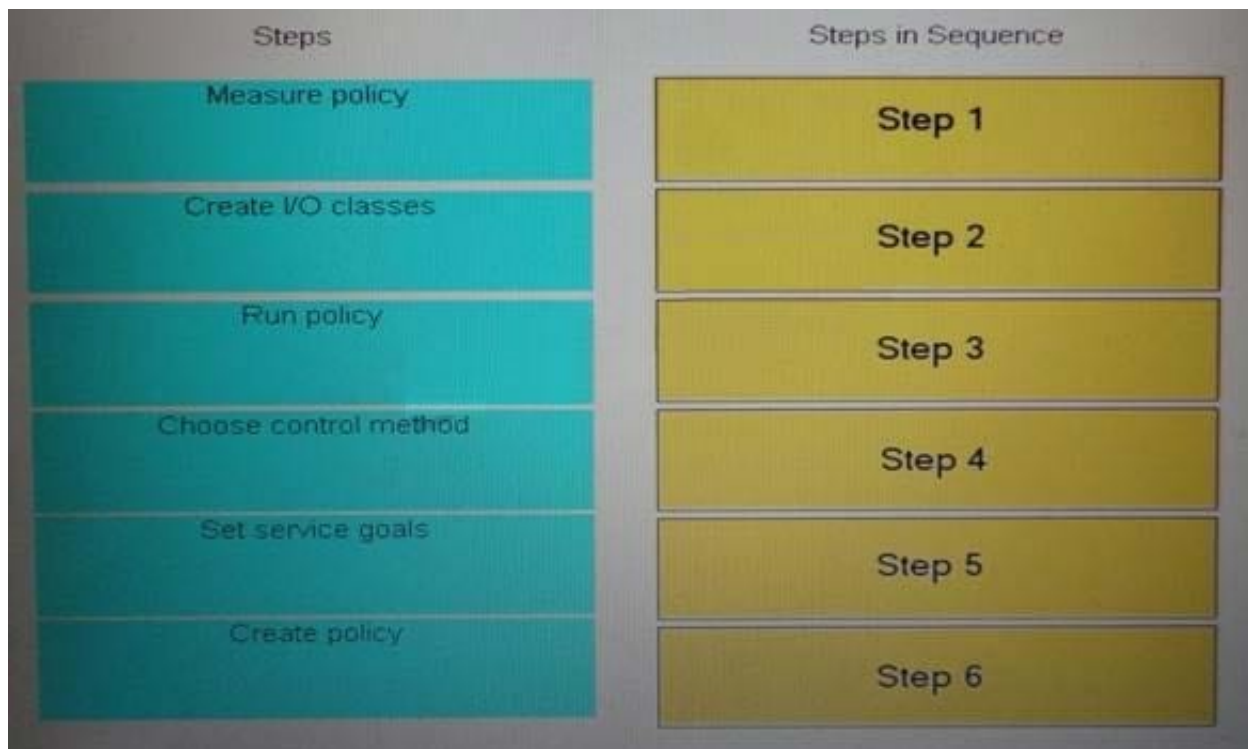 Steps
Steps in Sequence
Measure policy
Step 1
Create I/O classes
Step 2
Run policy
Step 3
Choose control method
Step 4
Set service goals
Step 5
Create policy
Step 6